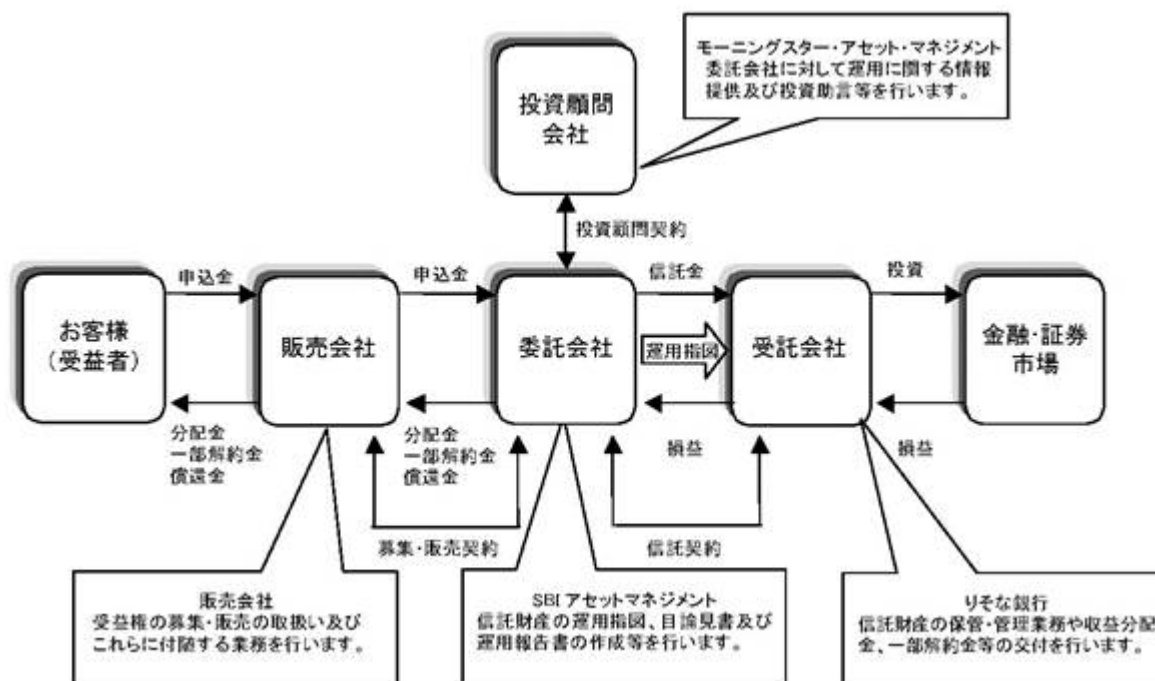 モーニングスター・アセット・マネジメント
委託会社に対して運用に関する情報
提供及び投資助言等を行います。
投資顧問
会社
投資顧問契約
申込金
申込金
信託金
投資
お客様
（受益者）
販売会社
委託会社
運用指図
受託会社
金融・証券
市場
分配金
一部解約金
償還金
分配金
一部解約金
償還金
損益
損益
募集・販売契約
信託契約
販売会社
受益権の募集・販売の取扱い及び
これらに付随する業務を行います。
SBI アセットマネジメント
信託財産の運用指図、目論見書及び
運用報告書の作成等を行います。
りそな銀行
信託財産の保管・管理業務や収益分配
金、一部解約金等の交付を行います。